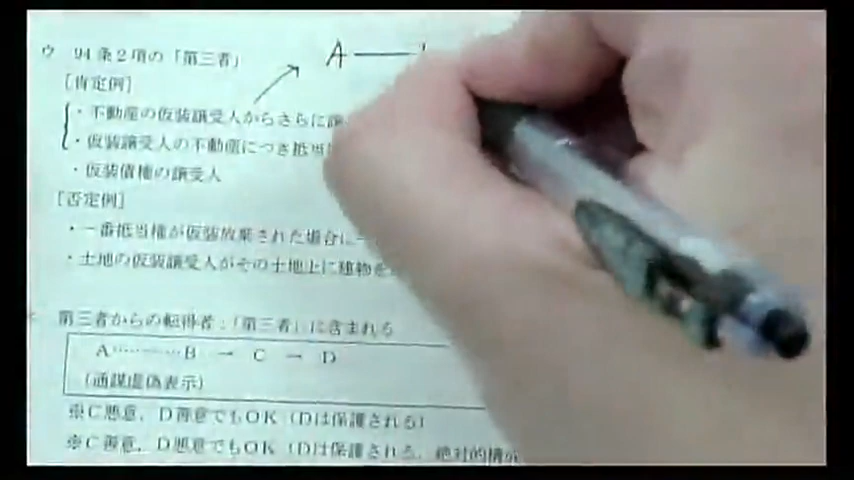 ウ 94条2項の「第三者」
A
[肯定例]
・不動産の仮装譲受人からさらに譲
・仮装譲受人の不動産につき抵当
・仮装債権の譲受人
[否定例]
・一番抵当権が仮装放棄された場合に一
・土地の仮装譲受人がその土地上に建物を
第三者からの転得者：「第三者」に含まれる
A…………B → C → D
(通謀虚偽表示)
※C悪意，D善意でもOK（Dは保護される）
※C善意，D悪意でもOK（Dは保護される，絶対的構成